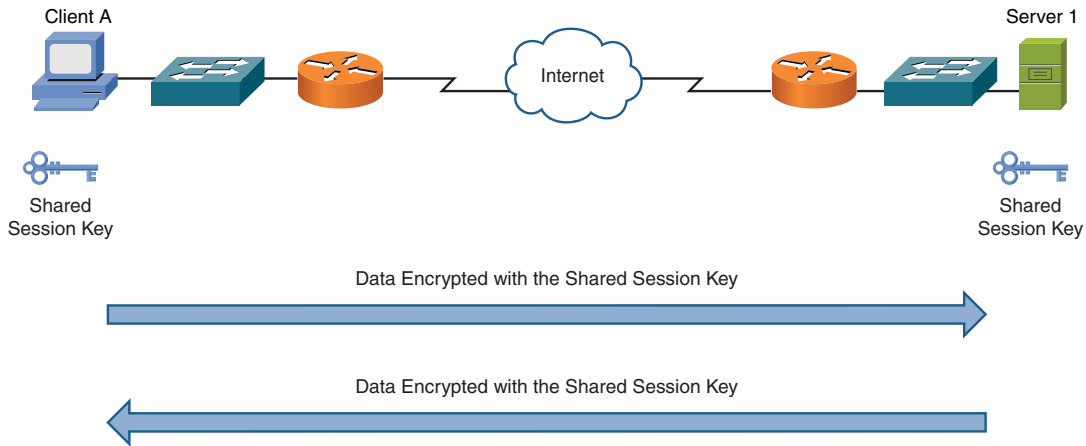 Client A
Server 1
Internet
Shared
Session Key
Shared
Session Key
Data Encrypted with the Shared Session Key
Data Encrypted with the Shared Session Key